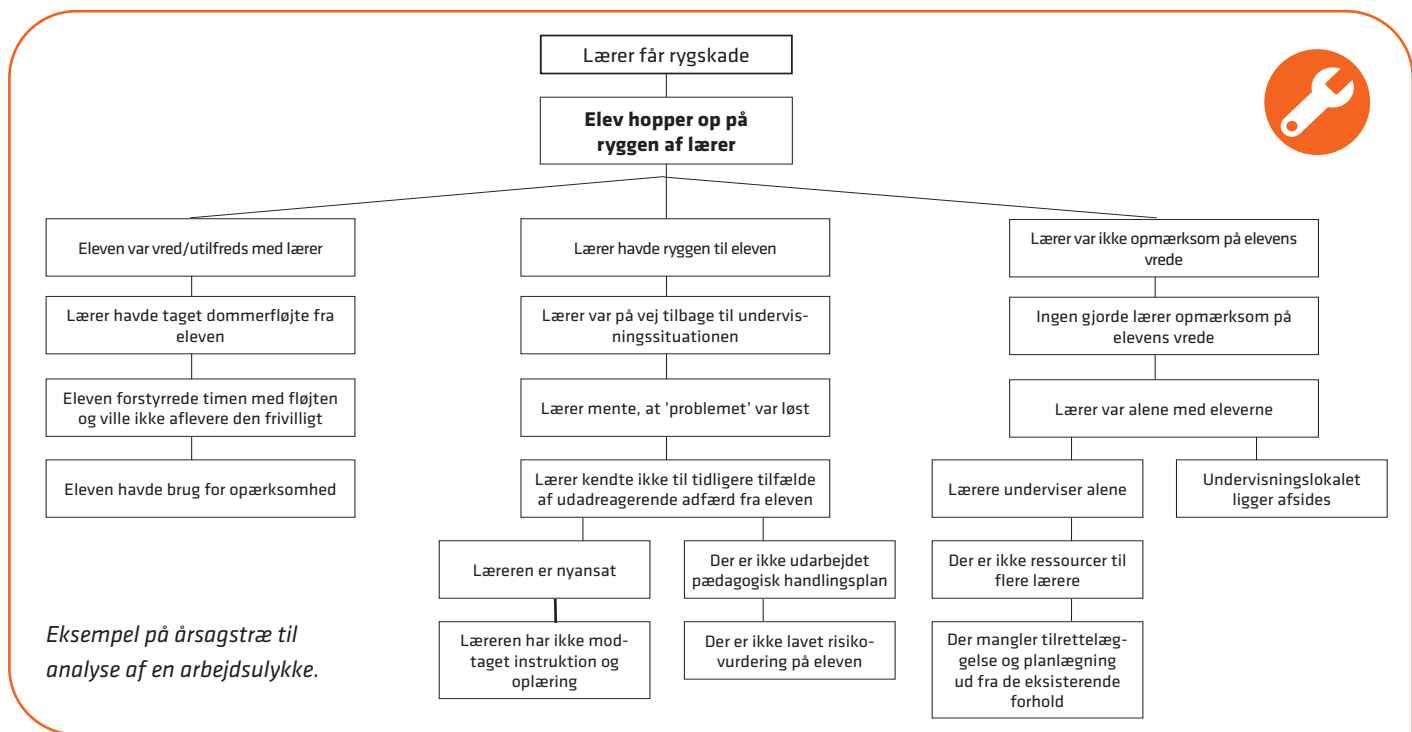 Lærer får rygskade
Elev hopper op på
ryggen af lærer
Eleven var vred/utilfreds med lærer
Lærer havde taget dommerfløjte fra
eleven
Eleven forstyrrede timen med fløjten
og ville ikke aflevere den frivilligt
Eleven havde brug for opærksomhed
Lærer havde ryggen til eleven
Lærer var på vej tilbage til undervis-
ningssituationen
Lærer mente, at 'problemet' var løst
Lærer kendte ikke til tidligere tilfælde
af udadreagerende adfærd fra eleven
Læreren er nyansat
Læreren har ikke mod-
taget instruktion og
oplæring
Der er ikke udarbejdet
pædagogisk handlingsplan
Der er ikke lavet risiko-
vurdering på eleven
Lærer var ikke opmærksom på elevens
vrede
Ingen gjorde lærer opmærksom på
elevens vrede
Lærer var alene med eleverne
Lærere underviser alene
Der er ikke ressourcer til
flere lærere
Der mangler tilrettelæg-
gelse og planlægning
ud fra de eksisterende
forhold
Undervisningslokalet
ligger afsides
Eksempel på årsagstræ til
analyse af en arbejdsulykke.